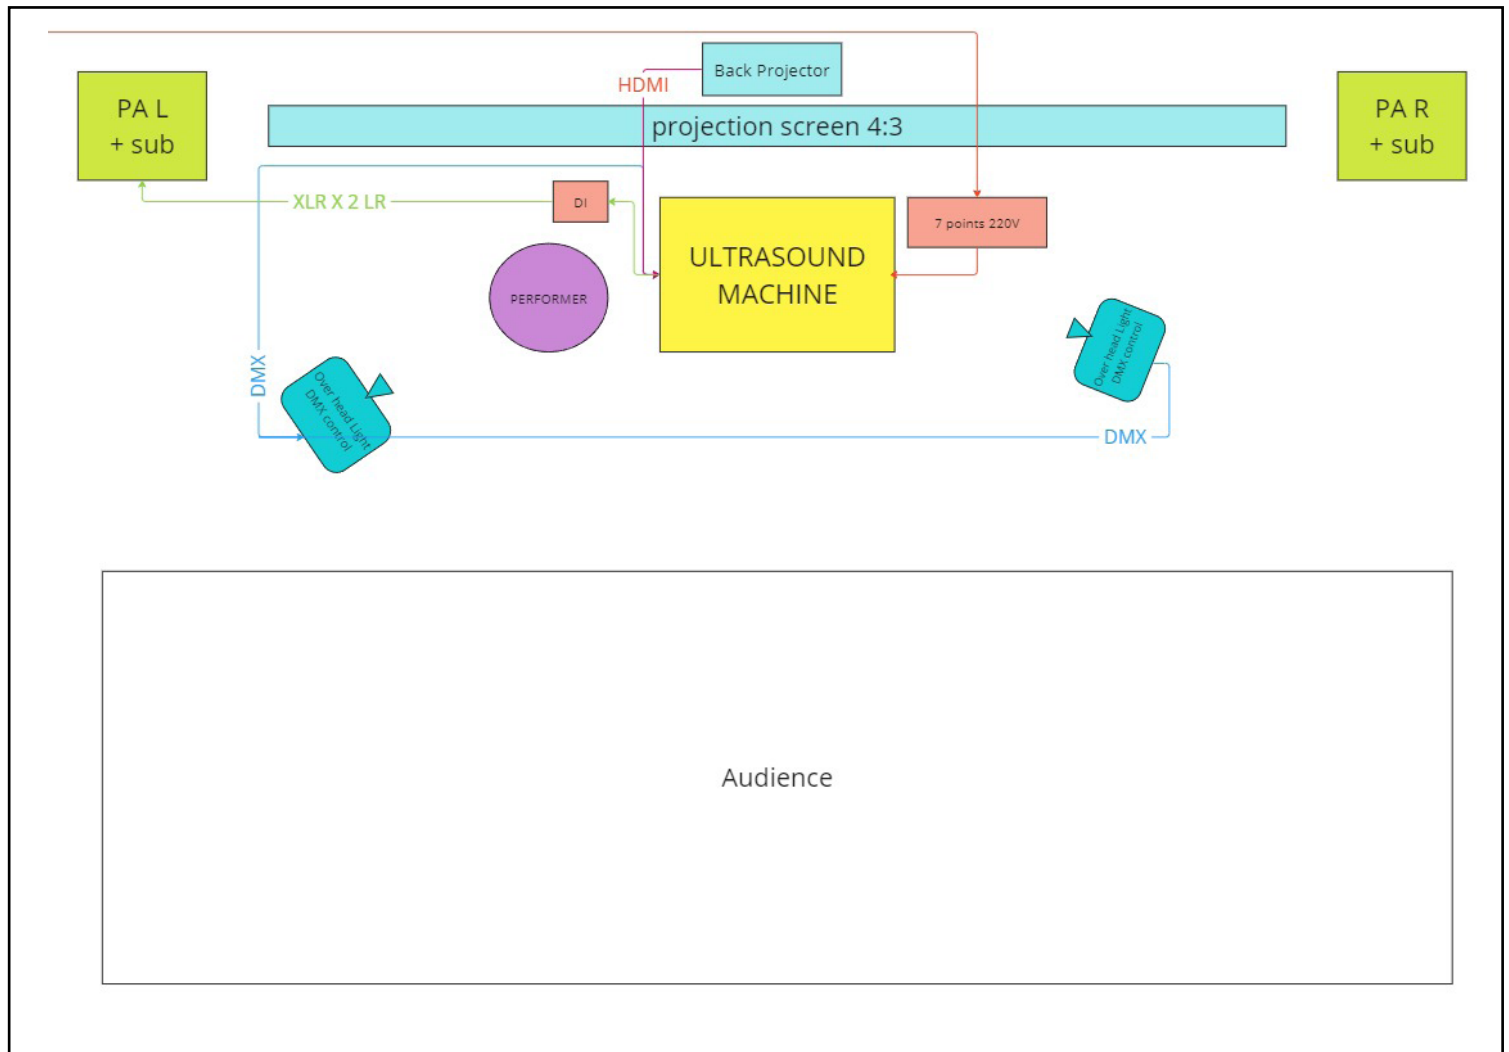 Back Projector
HDMI
PA L
+ sub
projection screen 4:3
PA R
+ sub
XLR X 2 LR
DI
7 points 220V
ULTRASOUND
MACHINE
PERFORMER
DMX
Over head Light
DMX control
Over head Light
DMX control
DMX
Audience